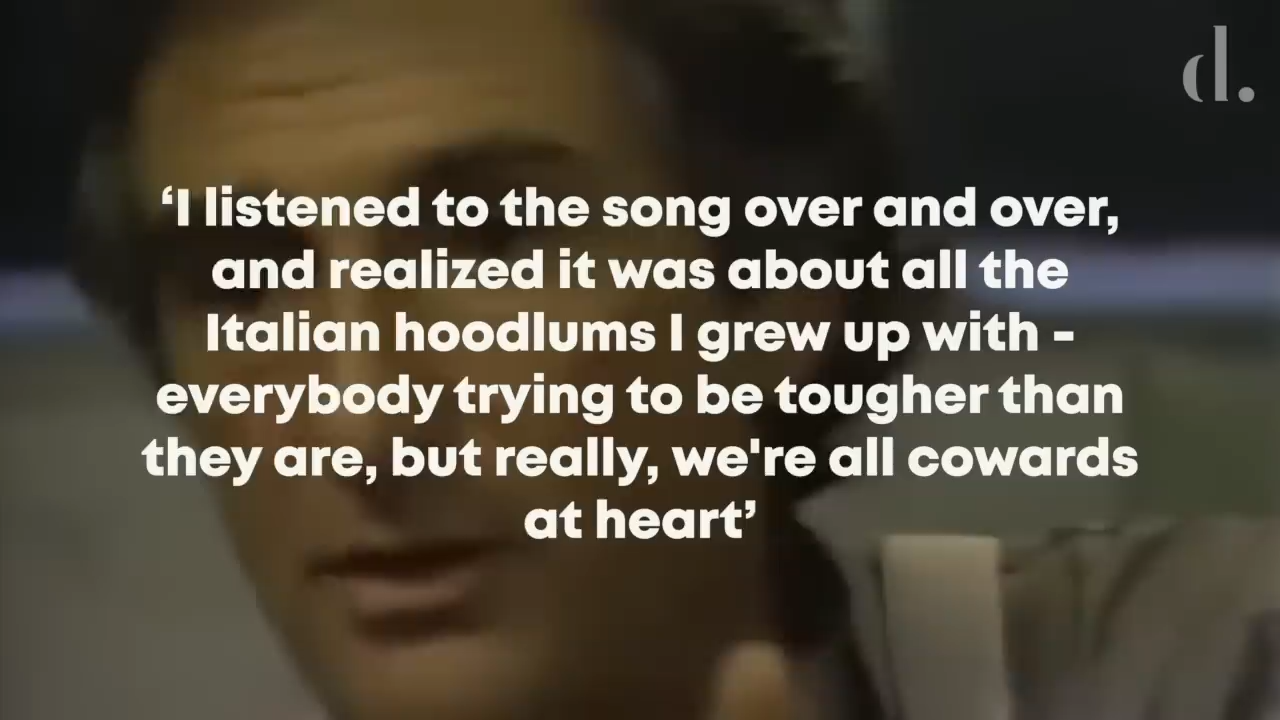 d.
‘I listened to the song over and over,
and realized it was about all the
Italian hoodlums I grew up with -
everybody trying to be tougher than
they are, but really, we're all cowards
at heart’